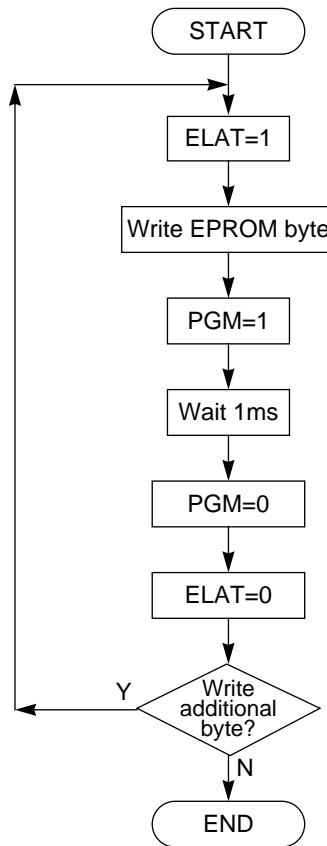 START
ELAT=1
Write EPROM byte
PGM=1
Wait 1ms
PGM=0
ELAT=0
Write
additional
byte?
Y
N
END